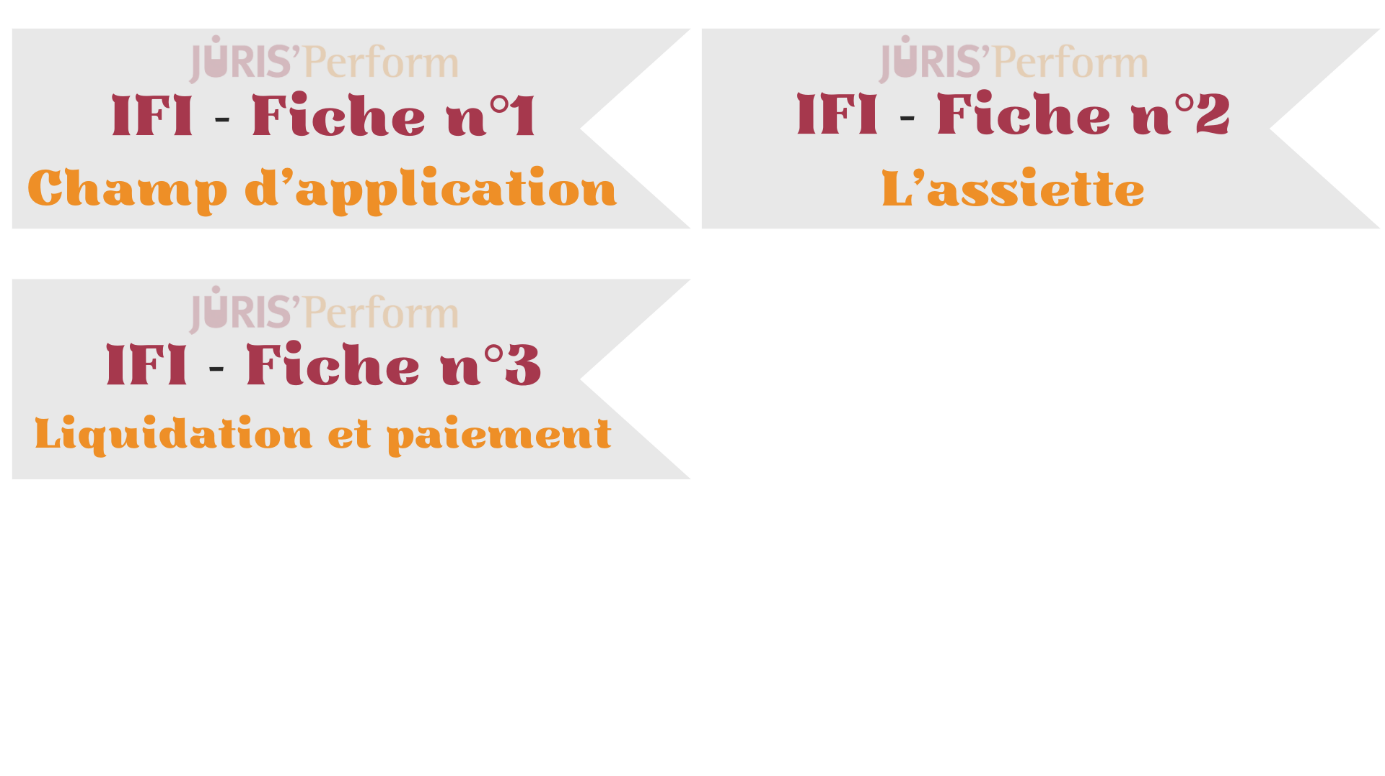 JURIS'Perform
IFI - Fiche n°1
Champ d'application
JURIS'Perform
IFI - Fiche n°2
L'assiette
JURIS'Perform
IFI - Fiche n°3
Liquidation et paiement